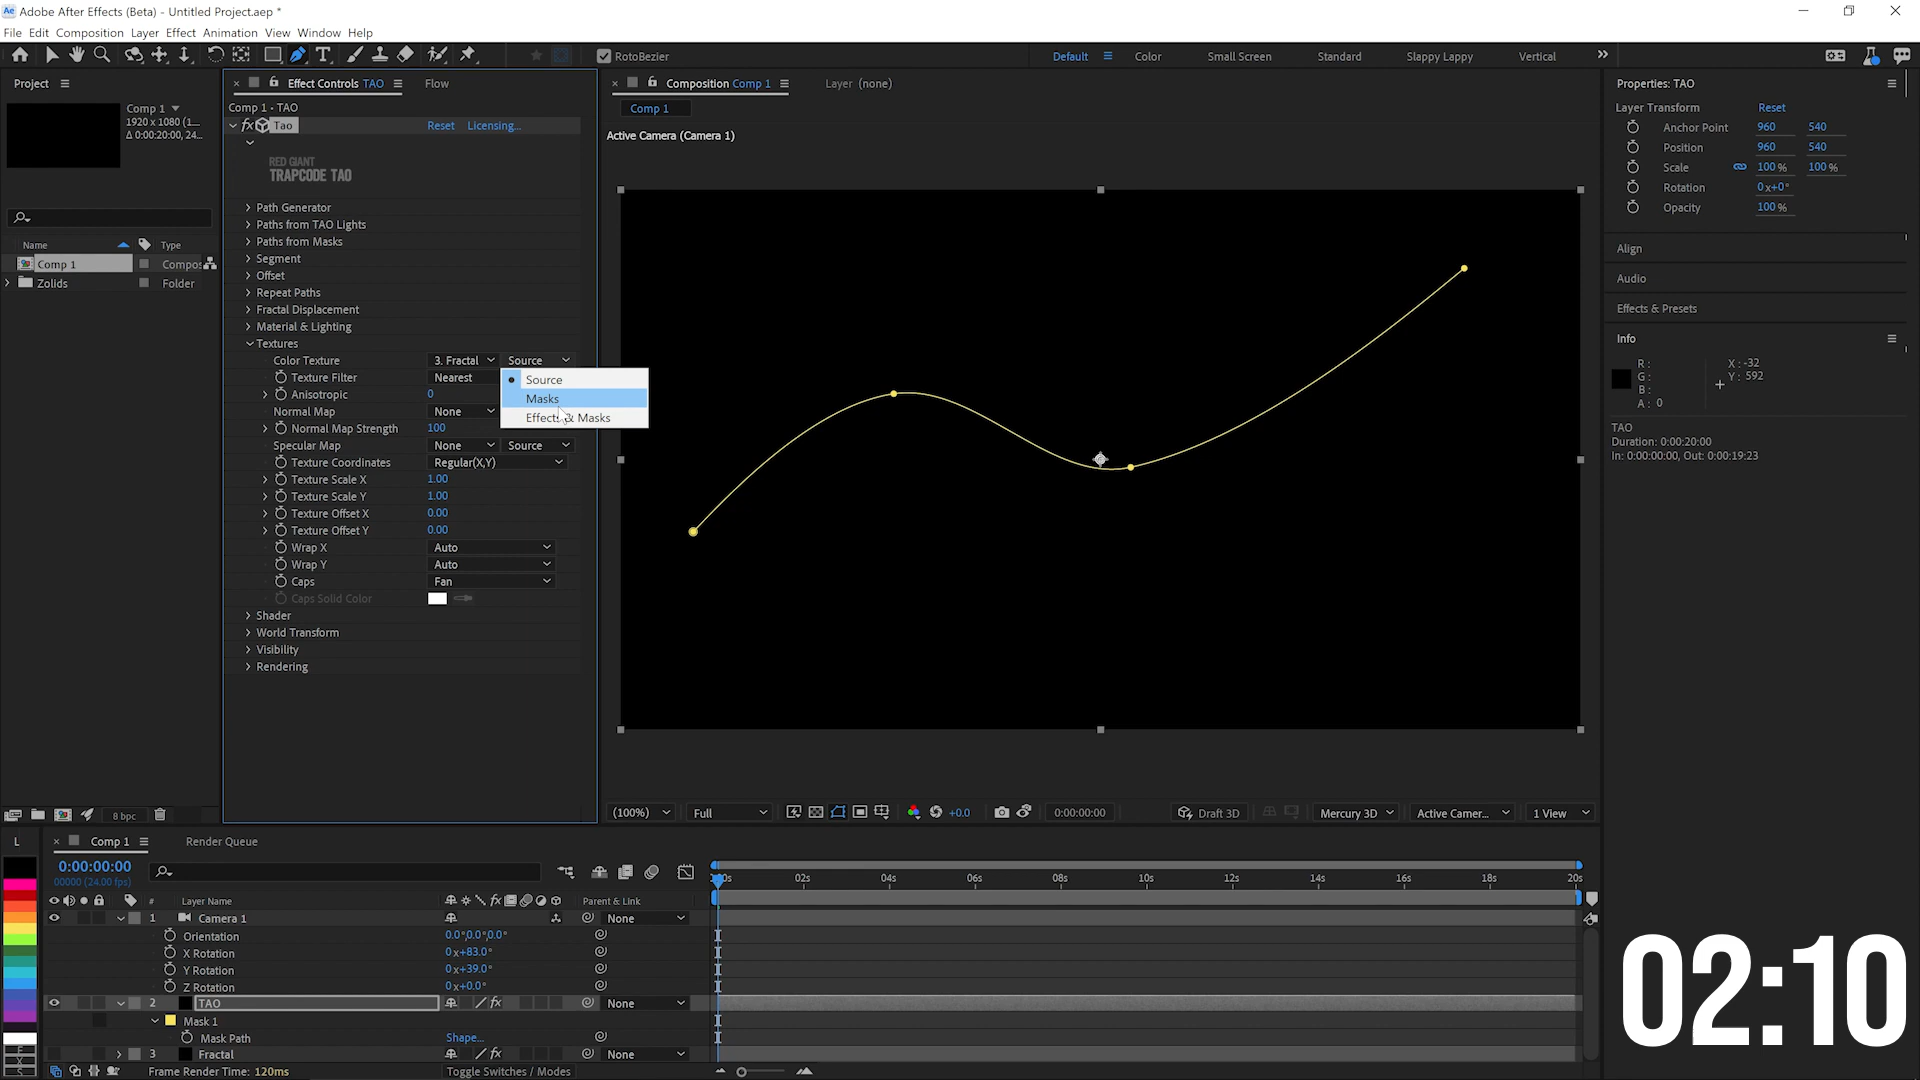 Adobe After Effects (Beta) - Untitled Project.aep *
File Edit Composition Layer Effect Animation View Window Help
RotoBezier
Default
Color
Small Screen
Standard
Slappy Lappy
Vertical
Project
Comp 1
1920 x 1080 (1...
Δ 0:00:20:00, 24...
Name
Type
Comp 1
Compos
Zolids
Folder
8 bpc
Effect Controls TAO
Flow
Comp 1 • TAO
fx Tao
Reset
Licensing...
RED GIANT
TRAPCODE TAO
Path Generator
Paths from TAO Lights
Paths from Masks
Segment
Offset
Repeat Paths
Fractal Displacement
Material & Lighting
Textures
Color Texture 3. Fractal Source
Texture Filter Nearest
Anisotropic 0
Normal Map None
Normal Map Strength 100
Specular Map None Source
Texture Coordinates Regular(X,Y)
Texture Scale X 1.00
Texture Scale Y 1.00
Texture Offset X 0.00
Texture Offset Y 0.00
Wrap X Auto
Wrap Y Auto
Caps Fan
Caps Solid Color
Shader
World Transform
Visibility
Rendering
Source
Masks
Effects & Masks
Composition Comp 1
Layer (none)
Comp 1
Active Camera (Camera 1)
(100%)
Full
+0.0
0:00:00:00
Draft 3D
Mercury 3D
Active Camer...
1 View
Properties: TAO
Layer Transform Reset
Anchor Point 960 540
Position 960 540
Scale 100 % 100 %
Rotation 0x+0°
Opacity 100 %
Align
Audio
Effects & Presets
Info
R :
G :
B :
A : 0
X : -32
Y : 592
TAO
Duration: 0:00:20:00
In: 0:00:00:00, Out: 0:00:19:23
L
Comp 1
Render Queue
0:00:00:00
00000 (24.00 fps)
# Layer Name
Parent & Link
1 Camera 1 None
Orientation 0.0°,0.0°,0.0°
X Rotation 0x+83.0°
Y Rotation 0x+39.0°
Z Rotation 0x+0.0°
2 TAO fx None
Mask 1
Mask Path Shape...
3 Fractal fx None
Frame Render Time: 120ms
Toggle Switches / Modes
02s
04s
06s
08s
10s
12s
14s
16s
18s
20s
F
X
S
02:10